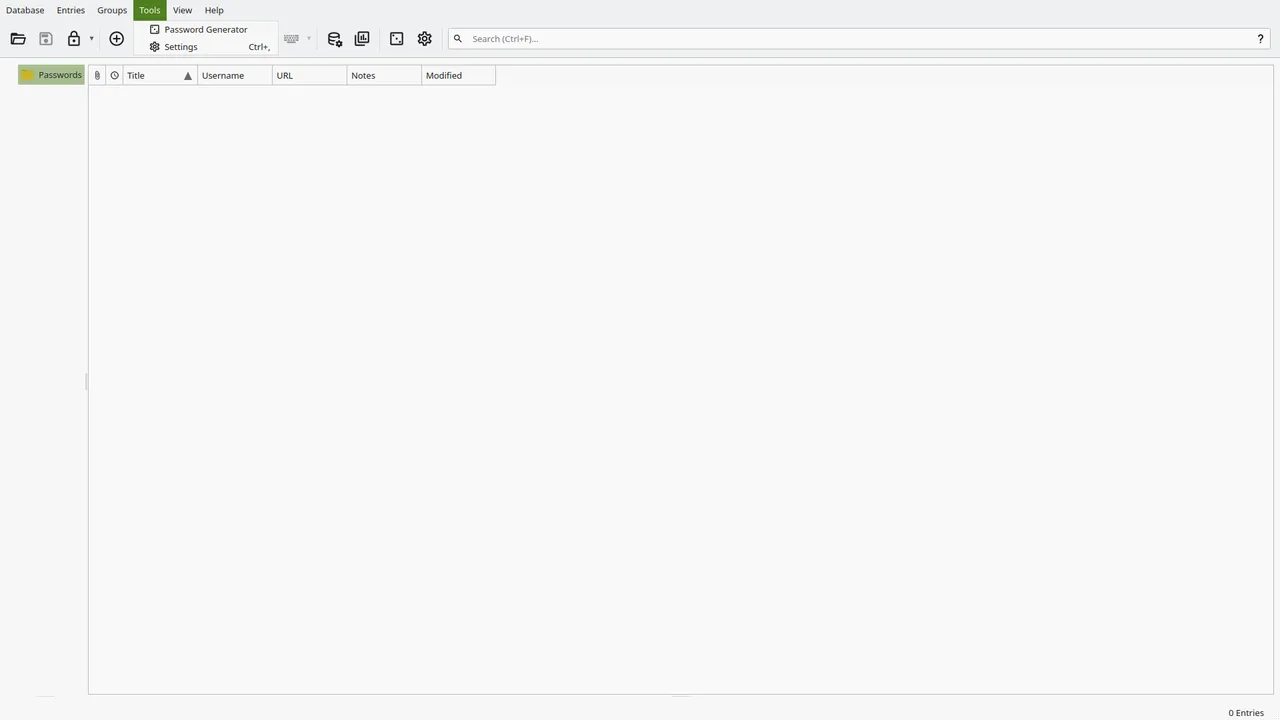 Database Entries Groups Tools View Help
Password Generator
Settings Ctrl+,
Search (Ctrl+F)... ?
Passwords
Title Username URL Notes Modified
0 Entries